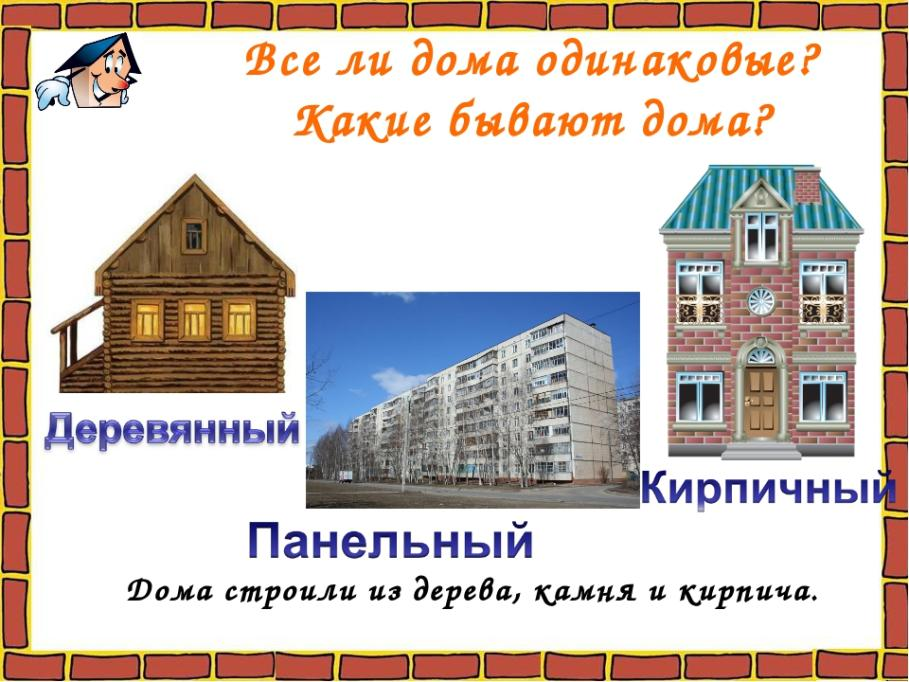 Все ли дома одинаковые?
Какие бывают дома?
Деревянный
Кирпичный
Панельный
Дома строили из дерева, камня и кирпича.